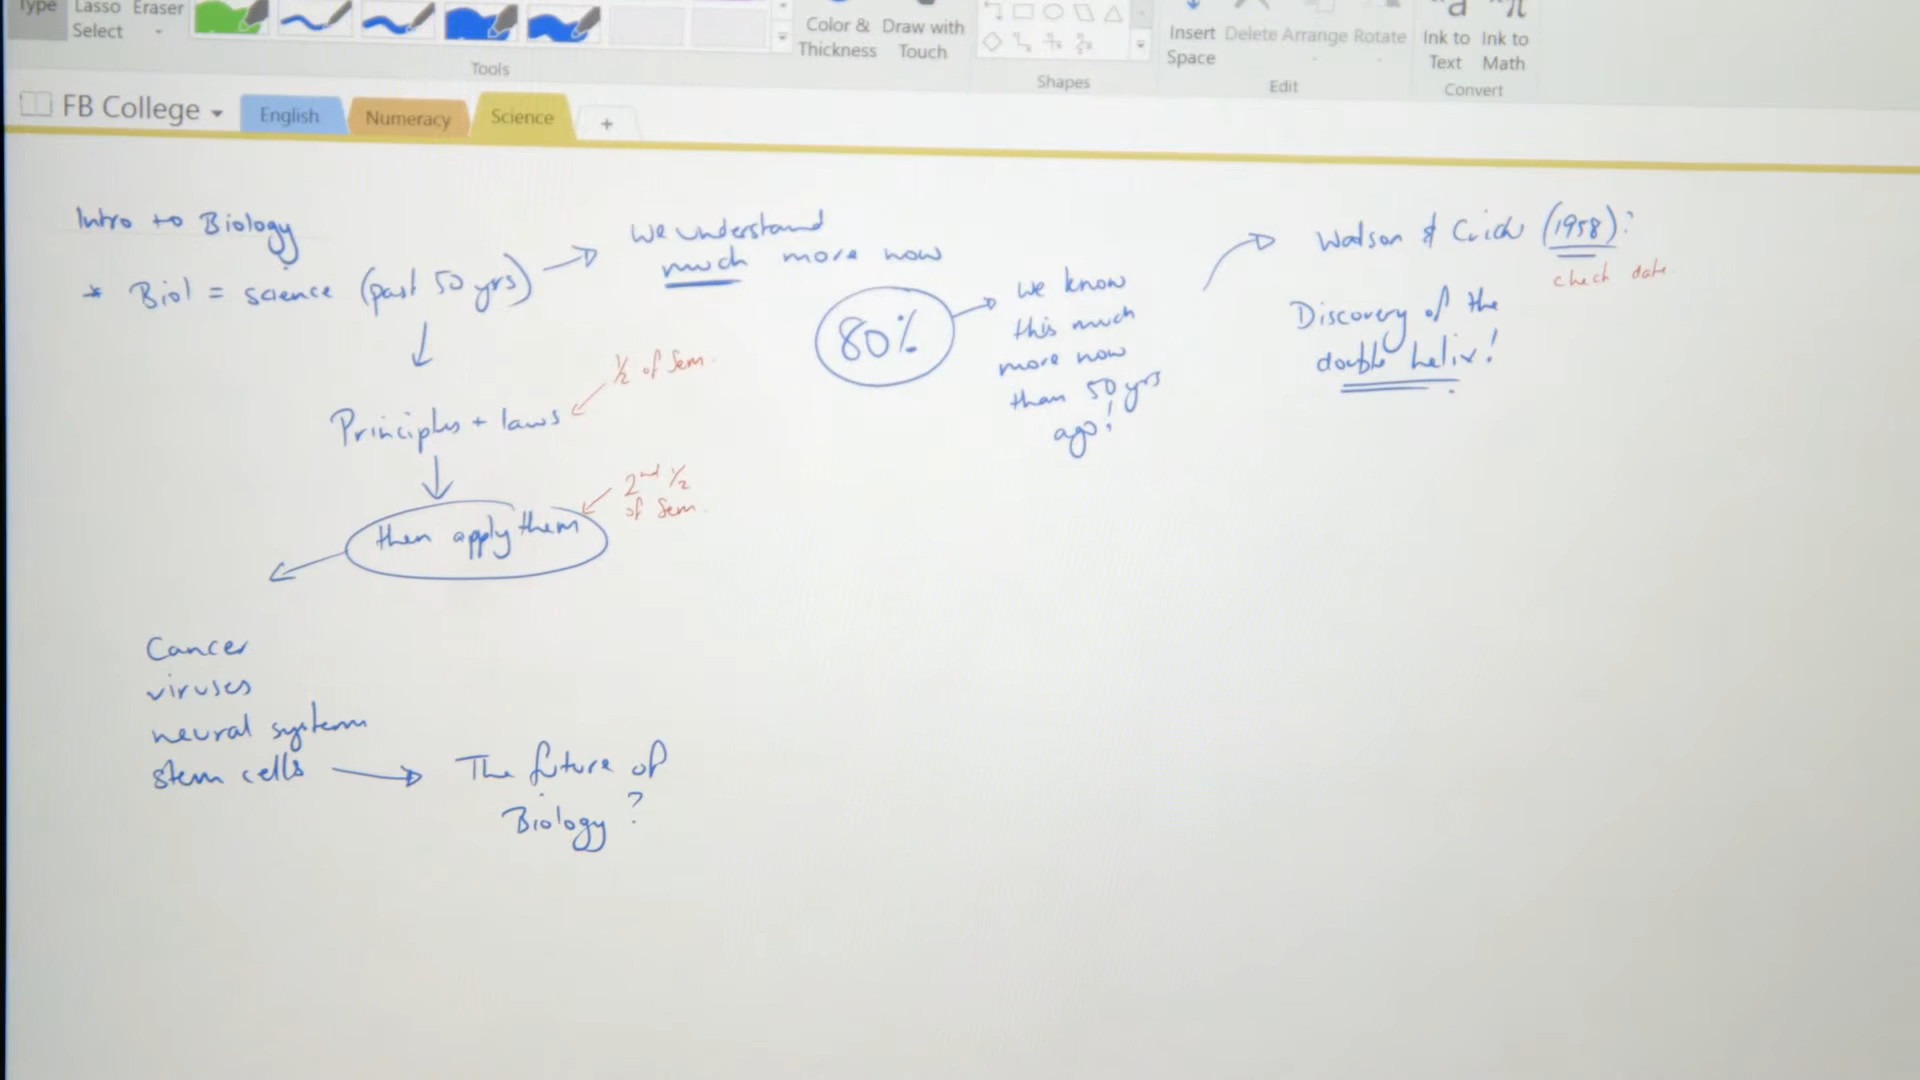 Type
Lasso
Select
Eraser
Color &
Thickness
Draw with
Touch
Insert
Space
Delete
Arrange
Rotate
Ink to
Text
Ink to
Math
Tools
Shapes
Edit
Convert
FB College
English
Numeracy
Science
+
Intro to Biology
* Biol = science (past 50 yrs)
we understand
much more now
80%
we know
this much
more now
than 50 yrs
ago!
Watson & Crick (1958):
check date
Discovery of the
double helix!
½ of Sem.
Principles + laws
2nd ½
of Sem.
then apply them
Cancer
viruses
neural system
stem cells
The future of
Biology?